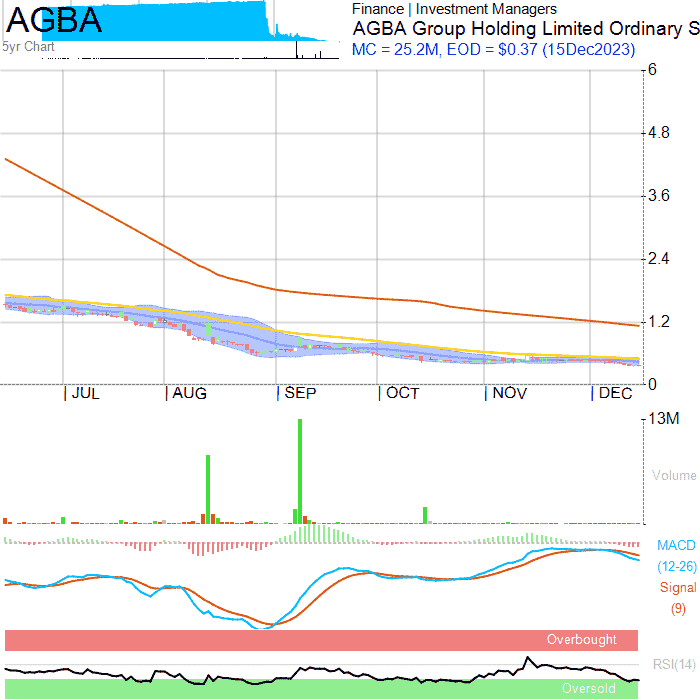 AGBA
5yr Chart
Finance | Investment Managers
AGBA Group Holding Limited Ordinary S
MC = 25.2M, EOD = $0.37 (15Dec2023)
6
4.8
3.6
2.4
1.2
0
JUL
AUG
SEP
OCT
NOV
DEC
13M
Volume
MACD
(12-26)
Signal
(9)
Overbought
RSI(14)
Oversold